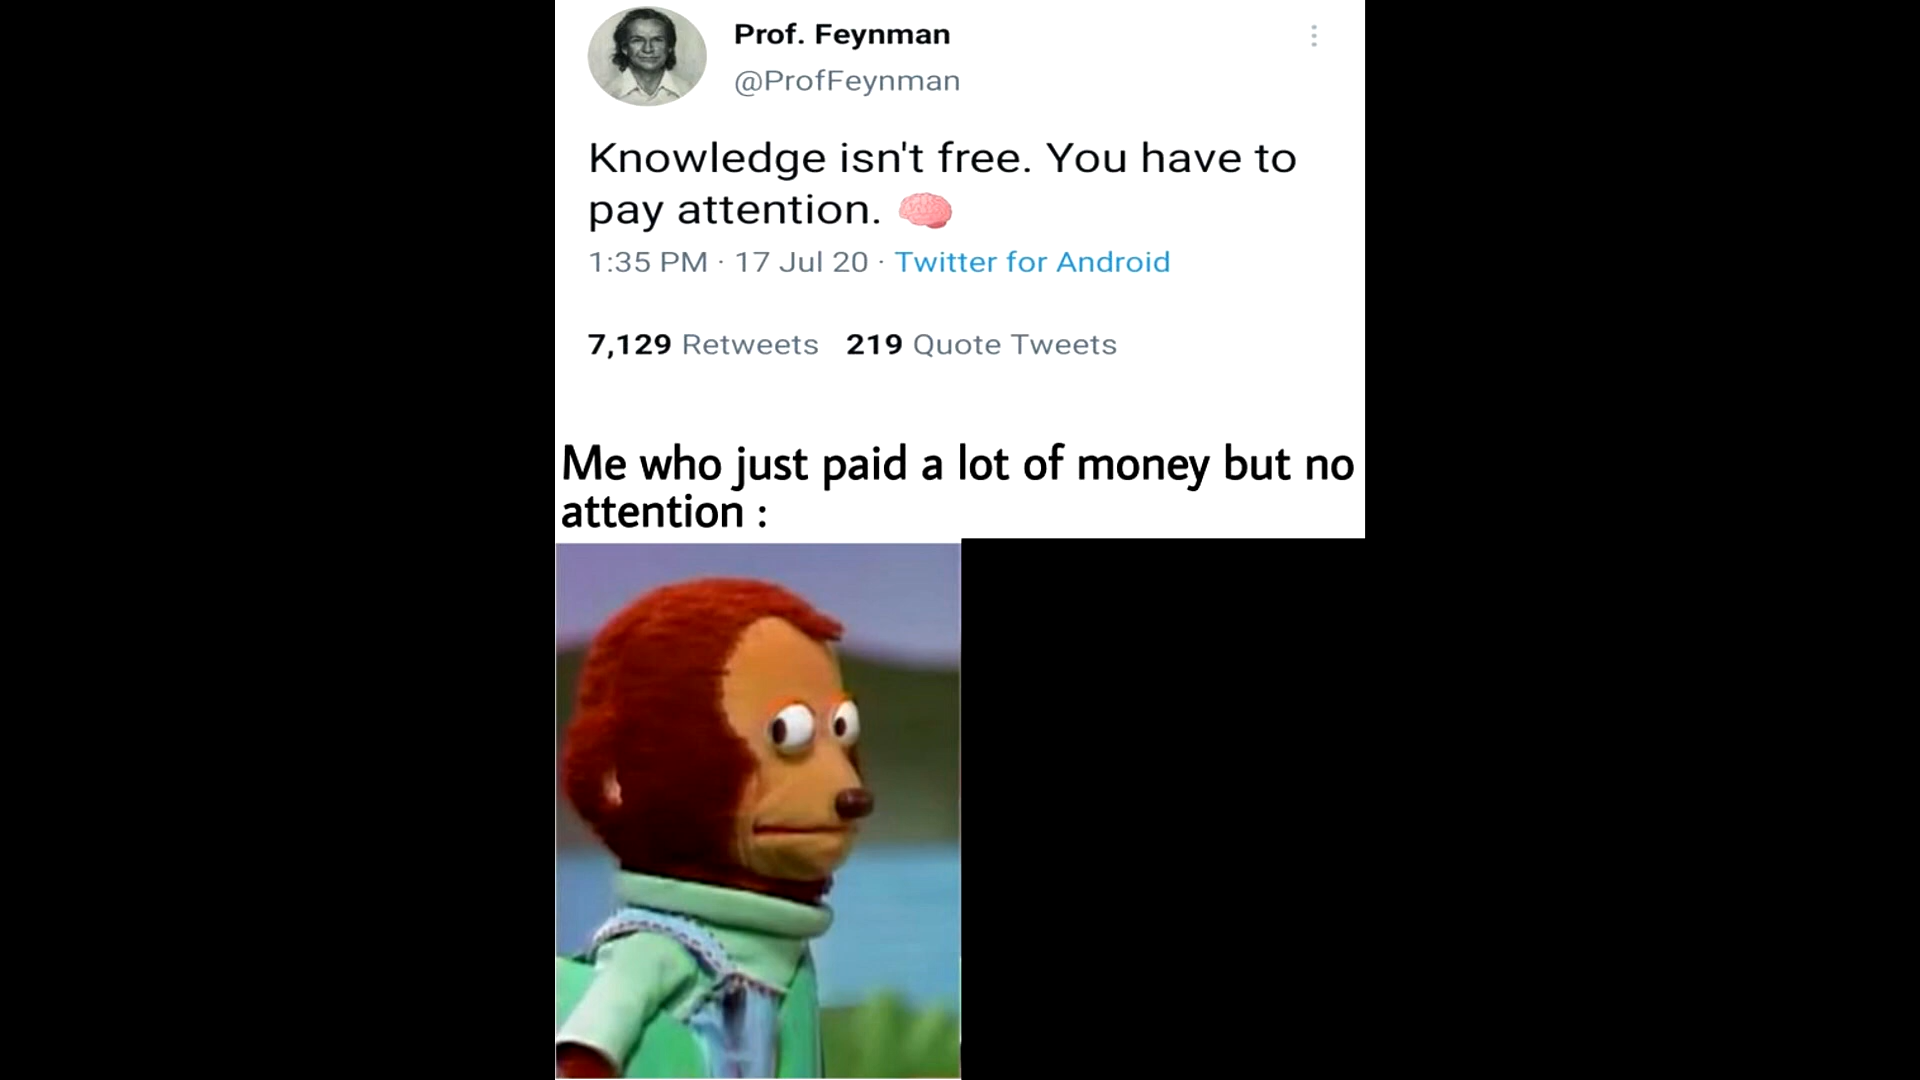 Prof. Feynman
@ProfFeynman
Knowledge isn't free. You have to
pay attention. 🧠
1:35 PM · 17 Jul 20 · Twitter for Android
7,129 Retweets 219 Quote Tweets
Me who just paid a lot of money but no
attention :